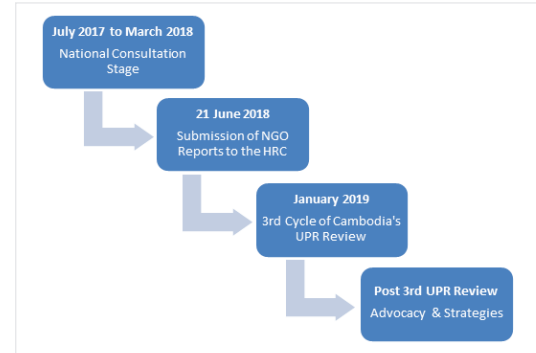 July 2017 to March 2018
National Consultation
Stage
21 June 2018
Submission of NGO
Reports to the HRC
January 2019
3rd Cycle of Cambodia's
UPR Review
Post 3rd UPR Review
Advocacy & Strategies